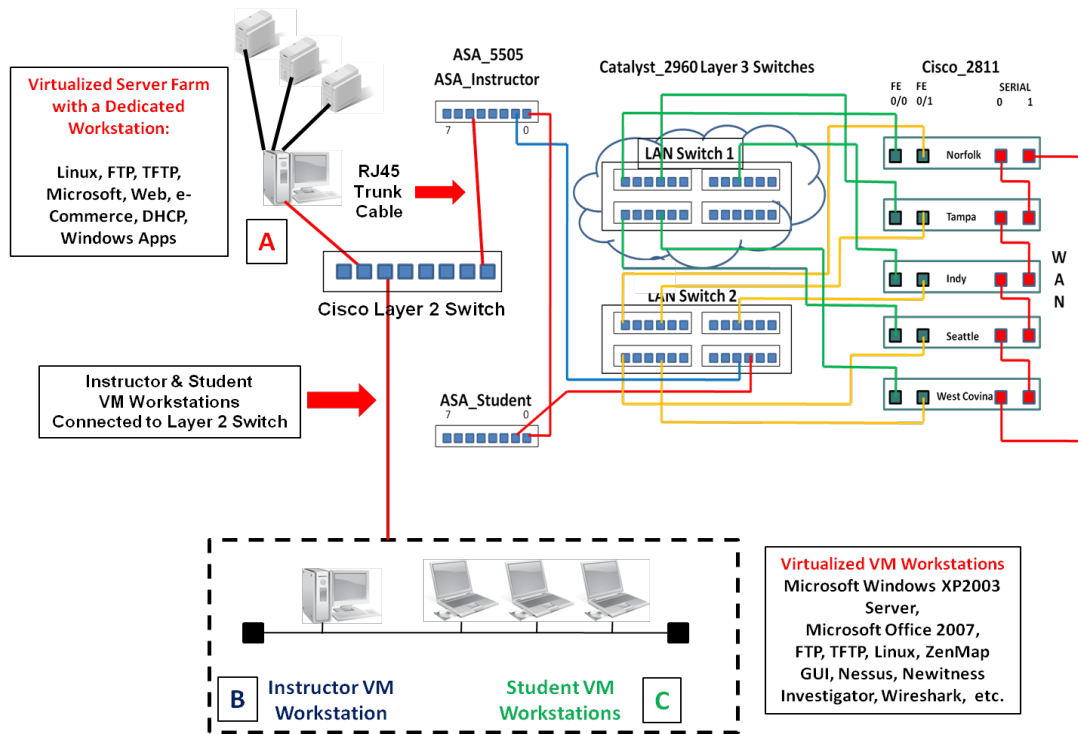 Virtualized Server Farm
with a Dedicated
Workstation:
Linux, FTP, TFTP,
Microsoft, Web, e-
Commerce, DHCP,
Windows Apps
A
RJ45
Trunk
Cable
Cisco Layer 2 Switch
ASA_5505
ASA_Instructor
7 0
Catalyst_2960 Layer 3 Switches
LAN Switch 1
LAN Switch 2
Cisco_2811
FE FE SERIAL
0/0 0/1 0 1
Norfolk
Tampa
Indy
Seattle
West Covina
W
A
N
Instructor & Student
VM Workstations
Connected to Layer 2 Switch
ASA_Student
7 0
B
Instructor VM
Workstation
Student VM
Workstations
C
Virtualized VM Workstations
Microsoft Windows XP2003
Server,
Microsoft Office 2007,
FTP, TFTP, Linux, ZenMap
GUI, Nessus, Newitness
Investigator, Wireshark, etc.